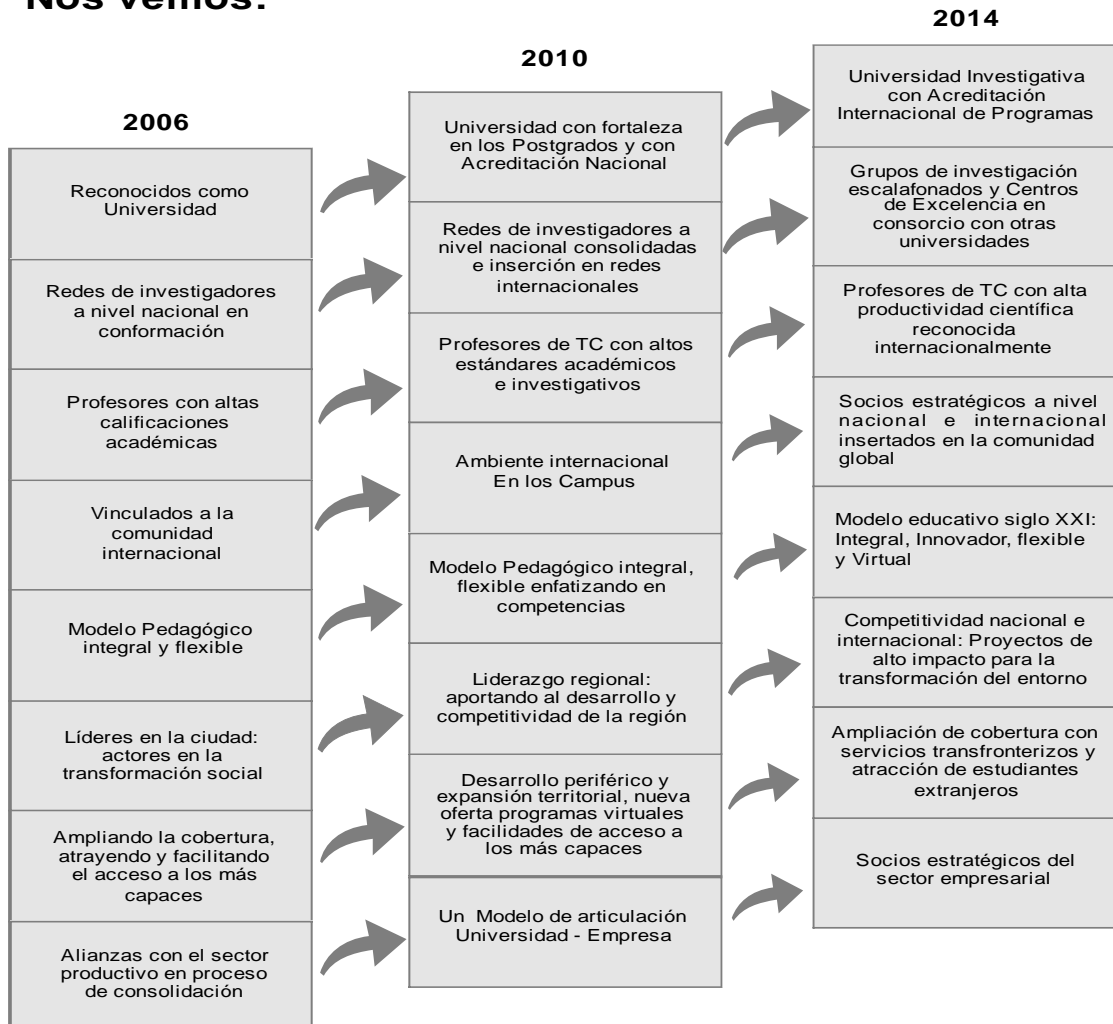 Nos vemos:
2006
Reconocidos como
Universidad
Redes de investigadores
a nivel nacional en
conformación
Profesores con altas
calificaciones
académicas
Vinculados a la
comunidad
internacional
Modelo Pedagógico
integral y flexible
Líderes en la ciudad:
actores en la
transformación social
Ampliando la cobertura,
atrayendo y facilitando
el acceso a los más
capaces
Alianzas con el sector
productivo en proceso
de consolidación
2010
Universidad con fortaleza
en los Postgrados y con
Acreditación Nacional
Redes de investigadores a
nivel nacional consolidadas
e inserción en redes
internacionales
Profesores de TC con altos
estándares académicos
e investigativos
Ambiente internacional
En los Campus
Modelo Pedagógico integral,
flexible enfatizando en
competencias
Liderazgo regional:
aportando al desarrollo y
competitividad de la región
Desarrollo periférico y
expansión territorial, nueva
oferta programas virtuales
y facilidades de acceso a
los más capaces
Un Modelo de articulación
Universidad - Empresa
2014
Universidad Investigativa
con Acreditación
Internacional de Programas
Grupos de investigación
escalafonados y Centros
de Excelencia en
consorcio con otras
universidades
Profesores de TC con alta
productividad científica
reconocida
internacionalmente
Socios estratégicos a nivel
nacional e internacional
insertados en la comunidad
global
Modelo educativo siglo XXI:
Integral, Innovador, flexible
y Virtual
Competitividad nacional e
internacional: Proyectos de
alto impacto para la
transformación del entorno
Ampliación de cobertura con
servicios transfronterizos y
atracción de estudiantes
extranjeros
Socios estratégicos del
sector empresarial